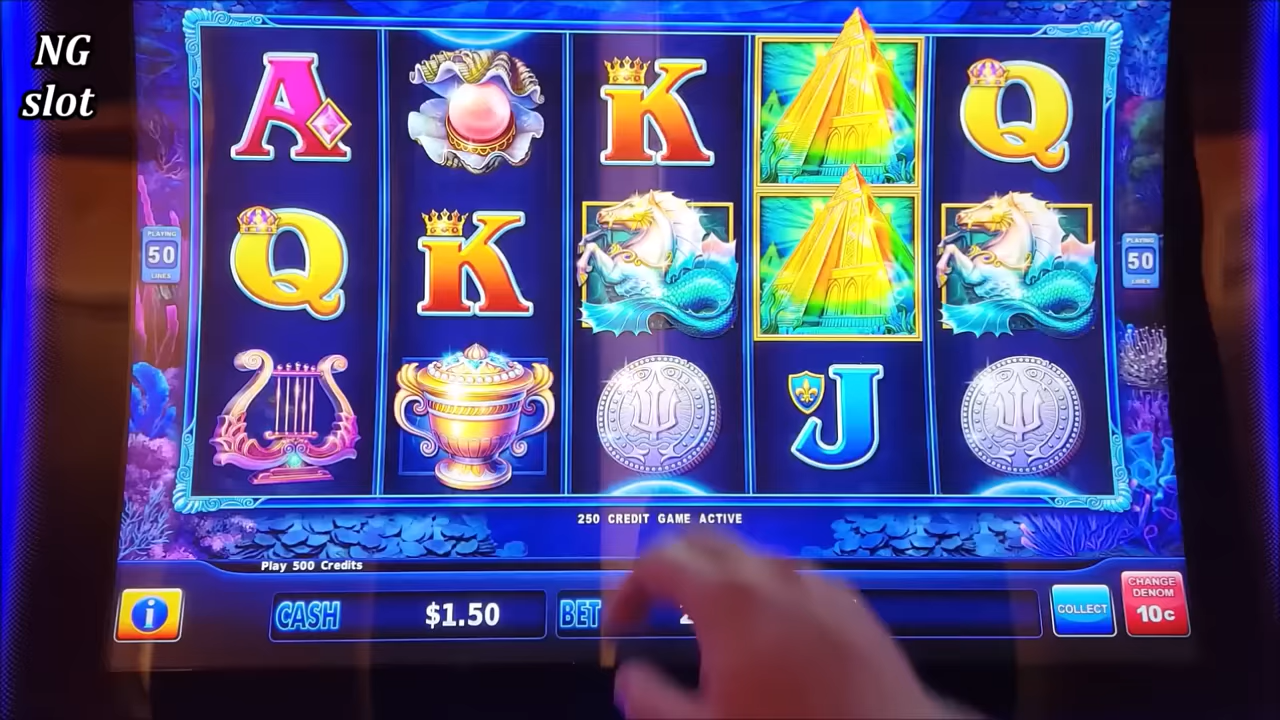 NG
slot
A
K
Q
Q
K
PLAYING
50
LINES
PLAYING
50
LINES
J
250 CREDIT GAME ACTIVE
Play 500 Credits
i
CASH
$1.50
BET
COLLECT
CHANGE
DENOM
10c